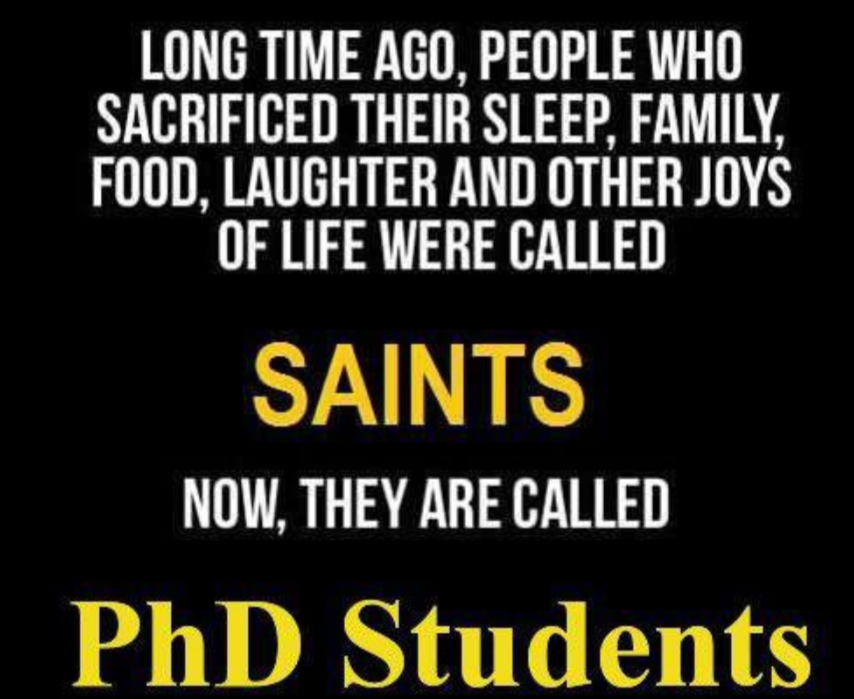 LONG TIME AGO, PEOPLE WHO
SACRIFICED THEIR SLEEP, FAMILY,
FOOD, LAUGHTER AND OTHER JOYS
OF LIFE WERE CALLED
SAINTS
NOW, THEY ARE CALLED
PhD Students